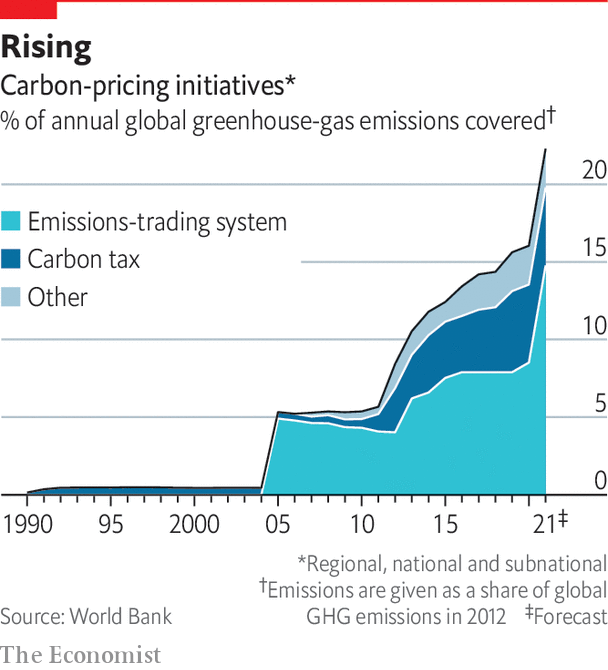 Rising
Carbon-pricing initiatives*
% of annual global greenhouse-gas emissions covered†
Emissions-trading system
Carbon tax
Other
20
15
10
5
0
1990 95 2000 05 10 15 21‡
*Regional, national and subnational
†Emissions are given as a share of global
Source: World Bank GHG emissions in 2012 ‡Forecast
The Economist